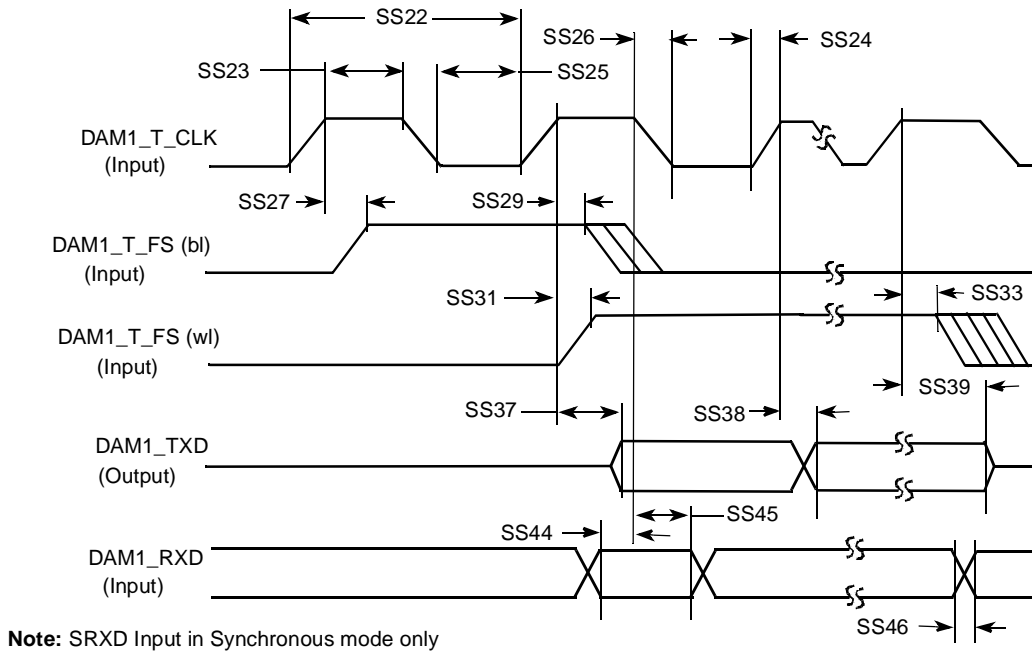 SS22
SS26
SS24
SS23
SS25
DAM1_T_CLK
(Input)
SS27
SS29
DAM1_T_FS (bl)
(Input)
SS31
SS33
DAM1_T_FS (wl)
(Input)
SS39
SS37
SS38
DAM1_TXD
(Output)
SS45
SS44
DAM1_RXD
(Input)
SS46
Note: SRXD Input in Synchronous mode only